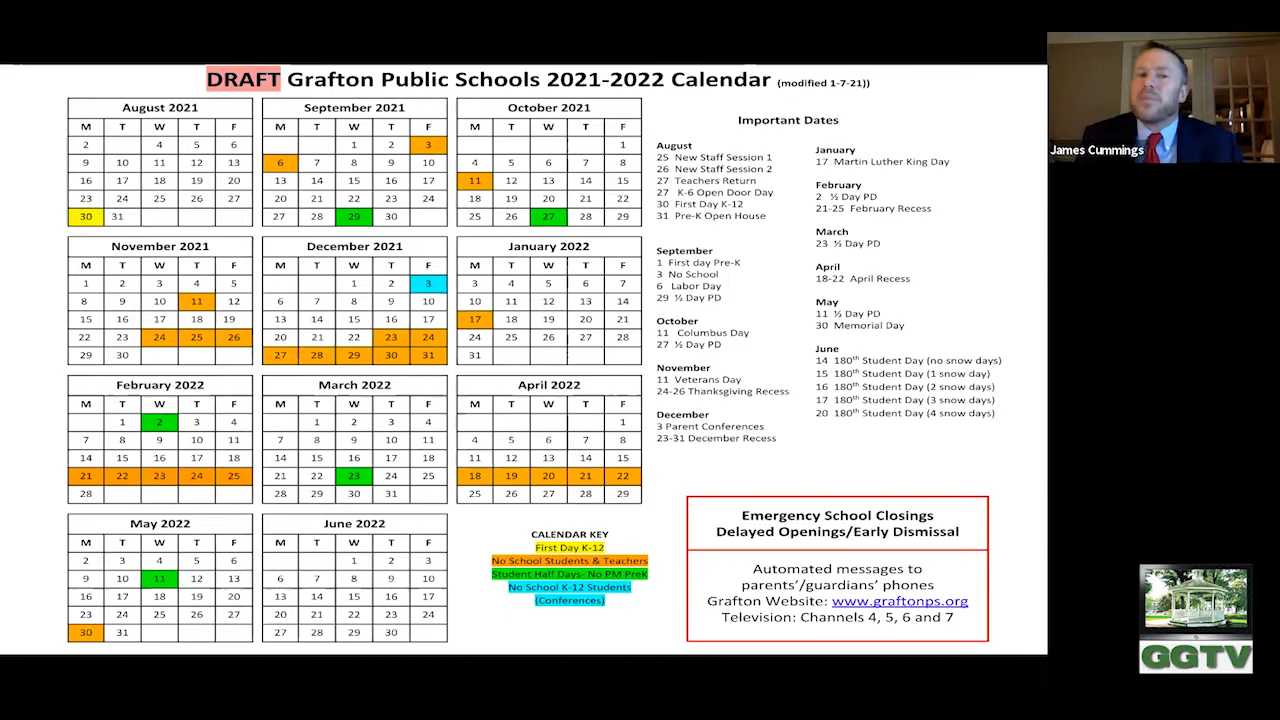 DRAFT Grafton Public Schools 2021-2022 Calendar (modified 1-7-21))
August 2021
M T W T F
2 4 5 6
9 10 11 12 13
16 17 18 19 20
23 24 25 26 27
30 31
September 2021
M T W T F
1 2 3
6 7 8 9 10
13 14 15 16 17
20 21 22 23 24
27 28 29 30
October 2021
M T W T F
1
4 5 6 7 8
11 12 13 14 15
18 19 20 21 22
25 26 27 28 29
November 2021
M T W T F
1 2 3 4 5
8 9 10 11 12
15 16 17 18 19
22 23 24 25 26
29 30
December 2021
M T W T F
1 2 3
6 7 8 9 10
13 14 15 16 17
20 21 22 23 24
27 28 29 30 31
January 2022
M T W T F
3 4 5 6 7
10 11 12 13 14
17 18 19 20 21
24 25 26 27 28
31
February 2022
M T W T F
1 2 3 4
7 8 9 10 11
14 15 16 17 18
21 22 23 24 25
28
March 2022
M T W T F
1 2 3 4
7 8 9 10 11
14 15 16 17 18
21 22 23 24 25
28 29 30 31
April 2022
M T W T F
1
4 5 6 7 8
11 12 13 14 15
18 19 20 21 22
25 26 27 28 29
May 2022
M T W T F
2 3 4 5 6
9 10 11 12 13
16 17 18 19 20
23 24 25 26 27
30 31
June 2022
M T W T F
1 2 3
6 7 8 9 10
13 14 15 16 17
20 21 22 23 24
27 28 29 30
CALENDAR KEY
First Day K-12
No School Students & Teachers
Student Half Days- No PM PreK
No School K-12 Students
(Conferences)
Important Dates
August
25 New Staff Session 1
26 New Staff Session 2
27 Teachers Return
27 K-6 Open Door Day
30 First Day K-12
31 Pre-K Open House
September
1 First day Pre-K
3 No School
6 Labor Day
29 ½ Day PD
October
11 Columbus Day
27 ½ Day PD
November
11 Veterans Day
24-26 Thanksgiving Recess
December
3 Parent Conferences
23-31 December Recess
January
17 Martin Luther King Day
February
2 ½ Day PD
21-25 February Recess
March
23 ½ Day PD
April
18-22 April Recess
May
11 ½ Day PD
30 Memorial Day
June
14 180th Student Day (no snow days)
15 180th Student Day (1 snow day)
16 180th Student Day (2 snow days)
17 180th Student Day (3 snow days)
20 180th Student Day (4 snow days)
Emergency School Closings
Delayed Openings/Early Dismissal
Automated messages to
parents'/guardians' phones
Grafton Website: www.graftonps.org
Television: Channels 4, 5, 6 and 7
James Cummings
GGTV